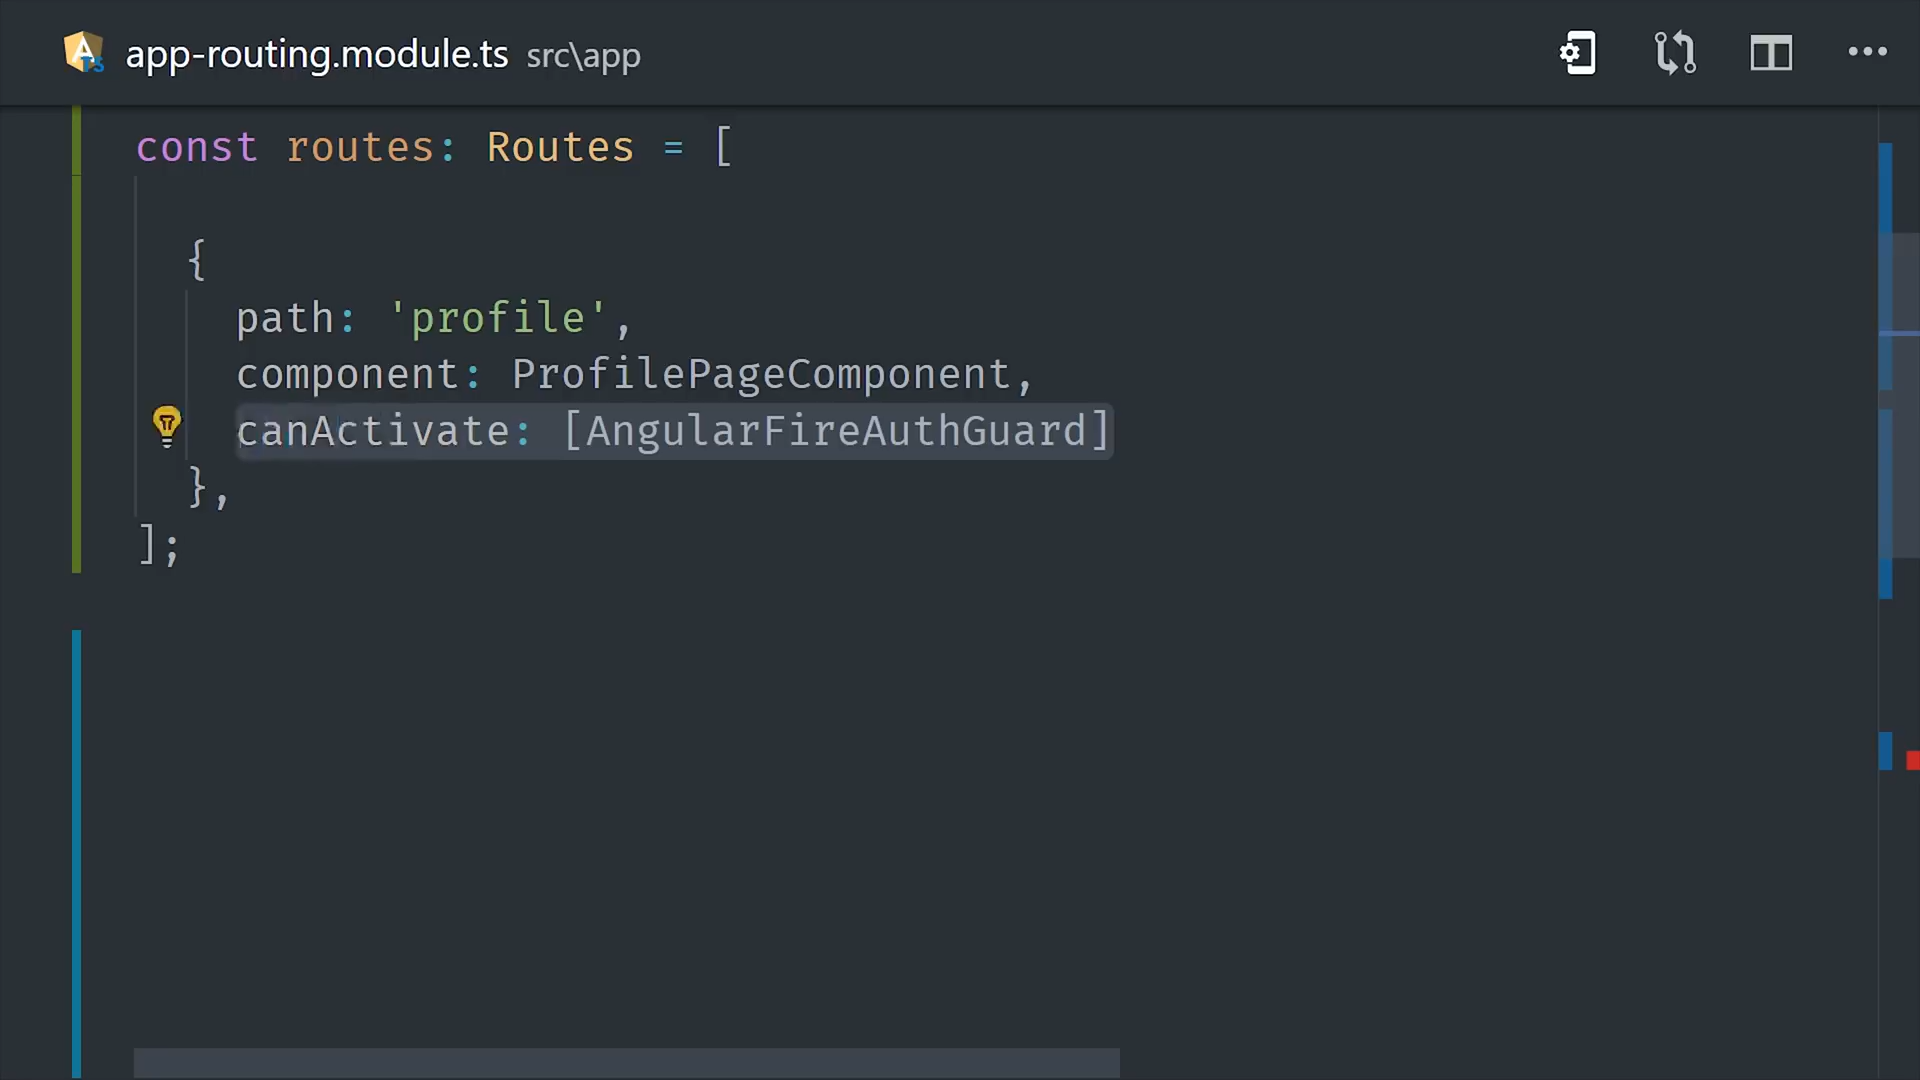 app-routing.module.ts src\app
const routes: Routes = [
{
path: 'profile',
component: ProfilePageComponent,
canActivate: [AngularFireAuthGuard]
},
];